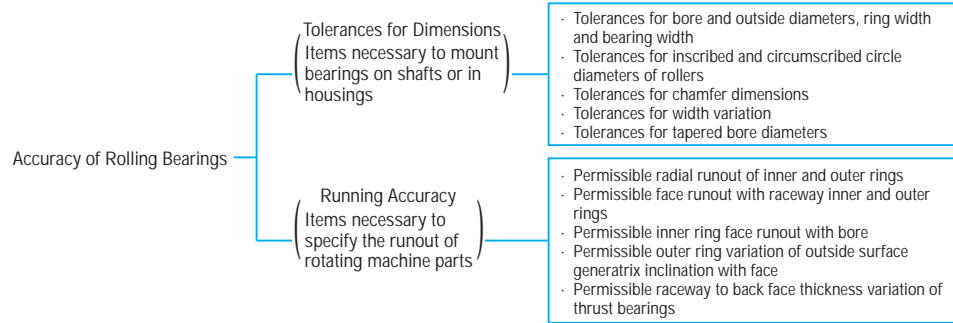 Accuracy of Rolling Bearings
Tolerances for Dimensions
Items necessary to mount
bearings on shafts or in
housings
· Tolerances for bore and outside diameters, ring width
and bearing width
· Tolerances for inscribed and circumscribed circle
diameters of rollers
· Tolerances for chamfer dimensions
· Tolerances for width variation
· Tolerances for tapered bore diameters
Running Accuracy
Items necessary to
specify the runout of
rotating machine parts
· Permissible radial runout of inner and outer rings
· Permissible face runout with raceway inner and outer
rings
· Permissible inner ring face runout with bore
· Permissible outer ring variation of outside surface
generatrix inclination with face
· Permissible raceway to back face thickness variation of
thrust bearings